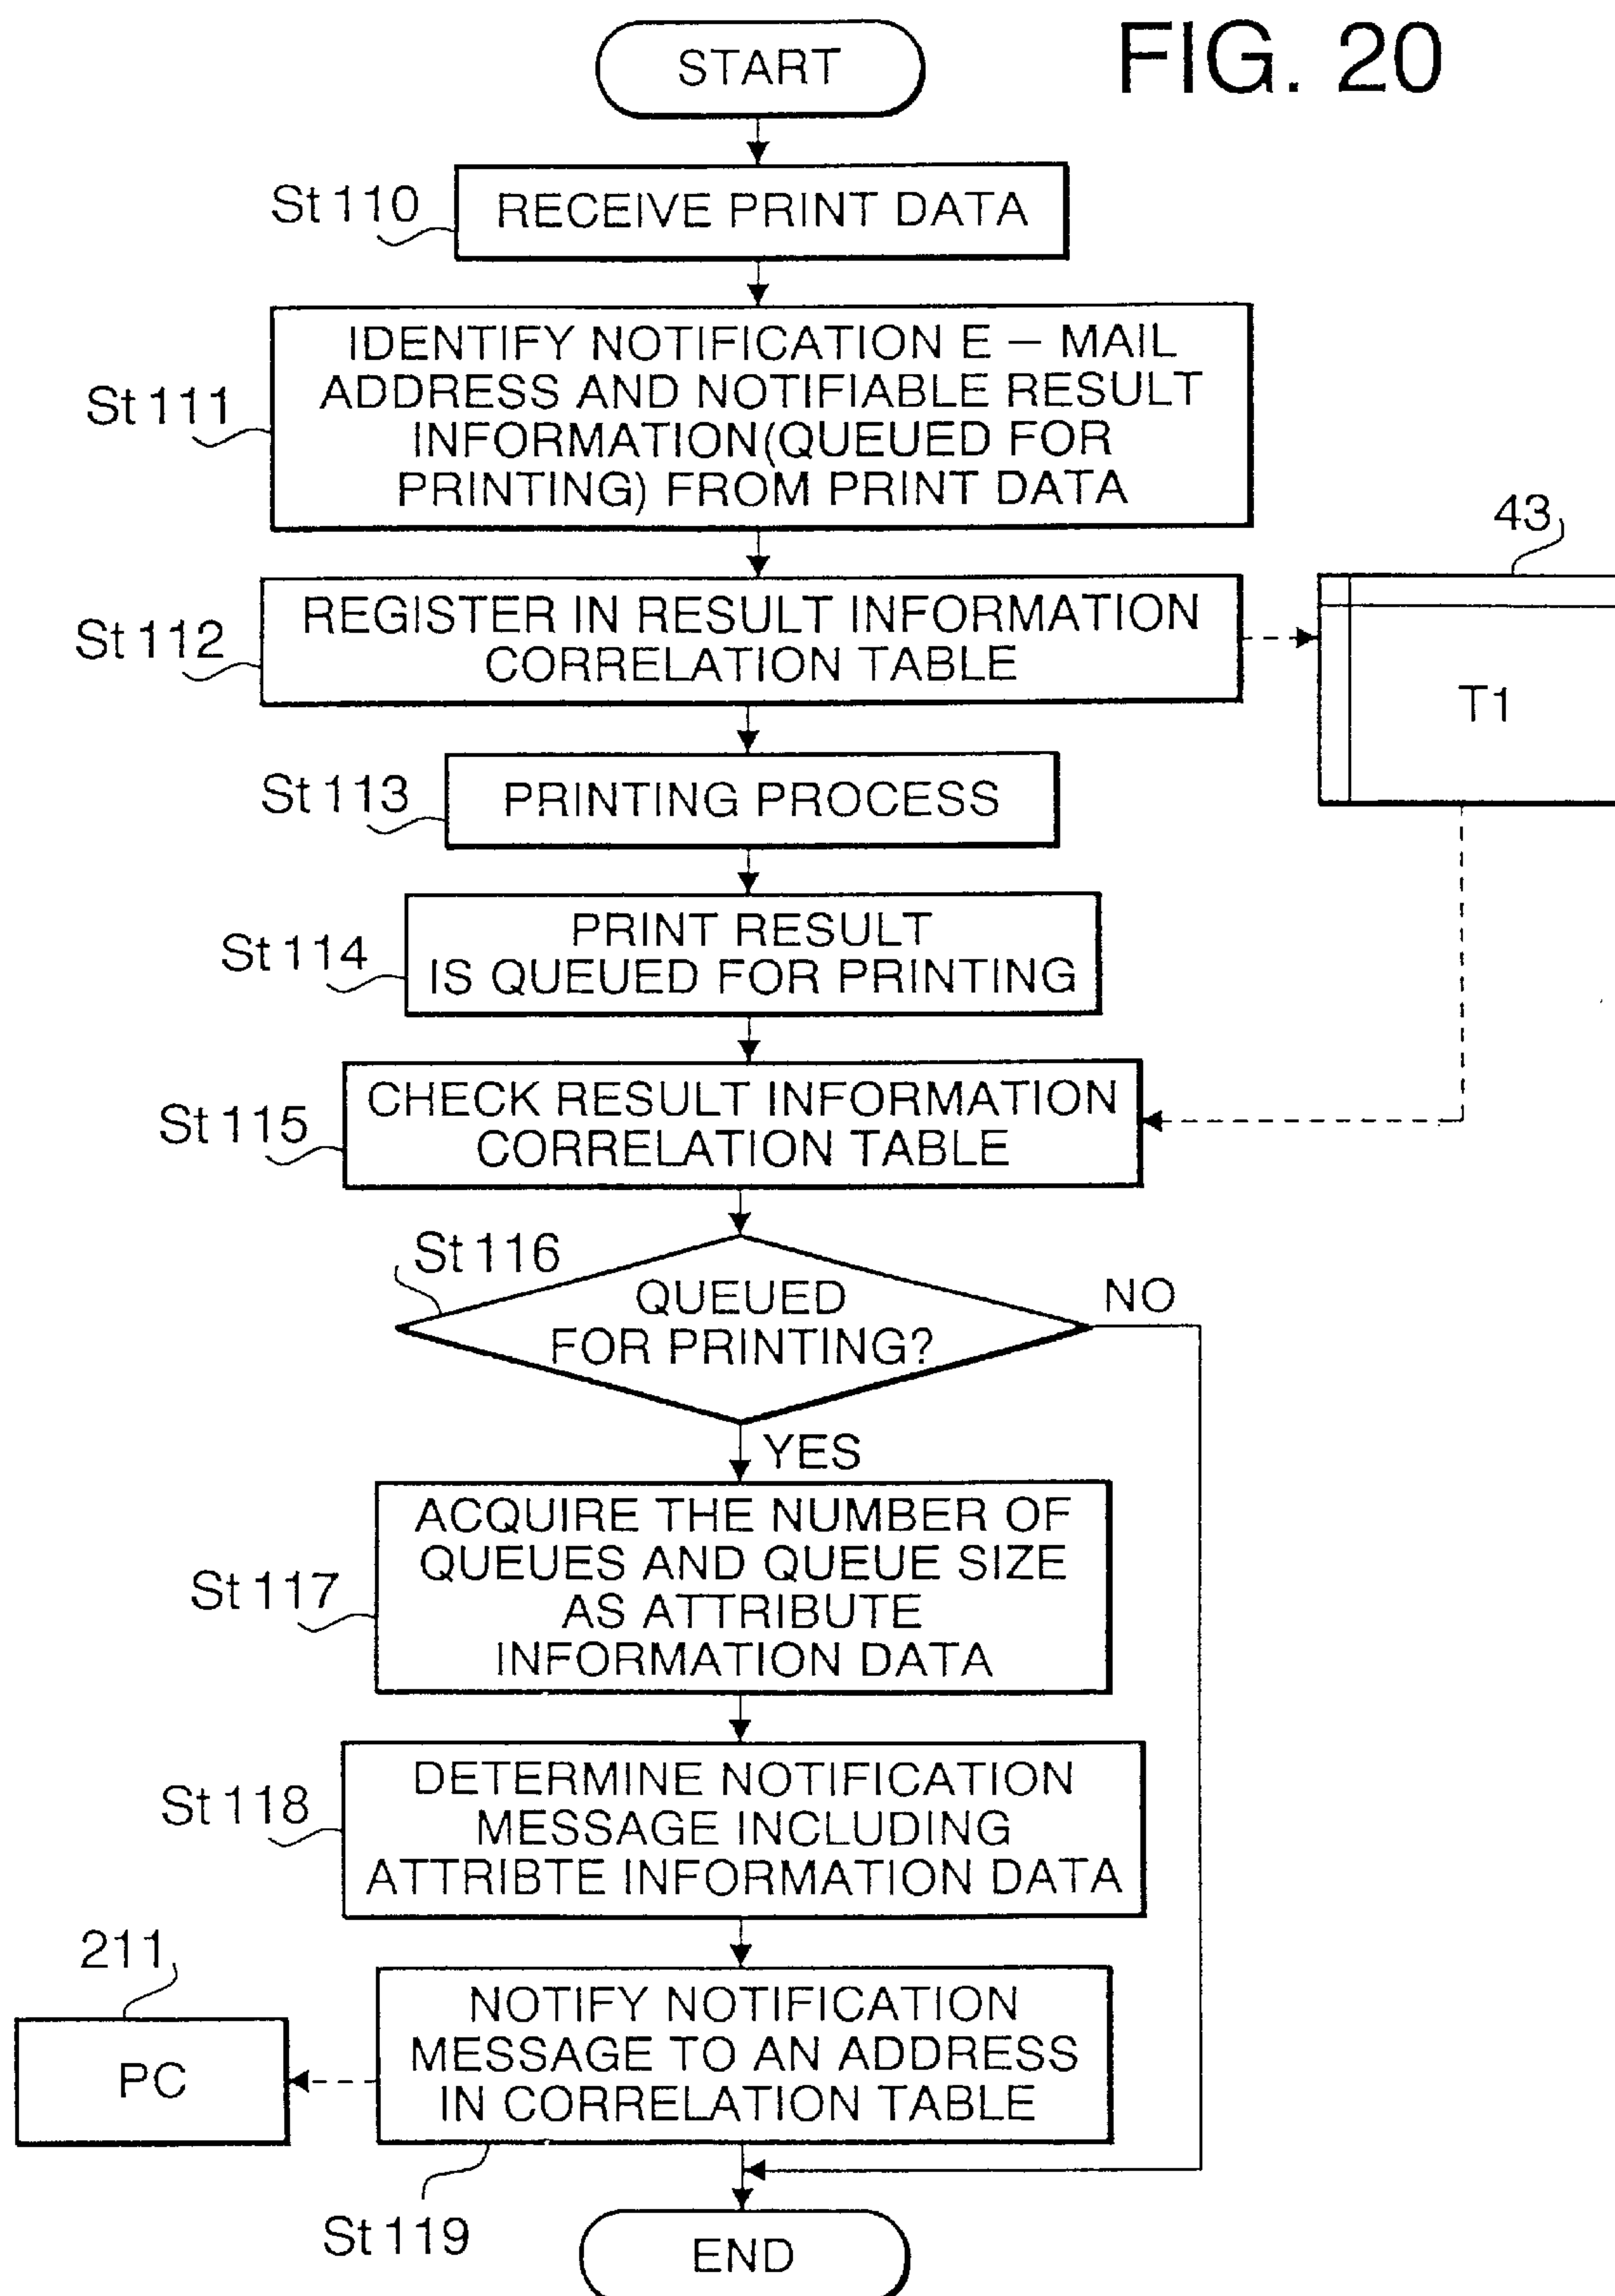 FIG. 20
START
St 110
RECEIVE PRINT DATA
St 111
IDENTIFY NOTIFICATION E – MAIL
ADDRESS AND NOTIFIABLE RESULT
INFORMATION(QUEUED FOR
PRINTING) FROM PRINT DATA
43
St 112
REGISTER IN RESULT INFORMATION
CORRELATION TABLE
T1
St 113
PRINTING PROCESS
St 114
PRINT RESULT
IS QUEUED FOR PRINTING
St 115
CHECK RESULT INFORMATION
CORRELATION TABLE
St 116
QUEUED
FOR PRINTING?
NO
YES
St 117
ACQUIRE THE NUMBER OF
QUEUES AND QUEUE SIZE
AS ATTRIBUTE
INFORMATION DATA
St 118
DETERMINE NOTIFICATION
MESSAGE INCLUDING
ATTRIBTE INFORMATION DATA
211
PC
NOTIFY NOTIFICATION
MESSAGE TO AN ADDRESS
IN CORRELATION TABLE
St 119
END